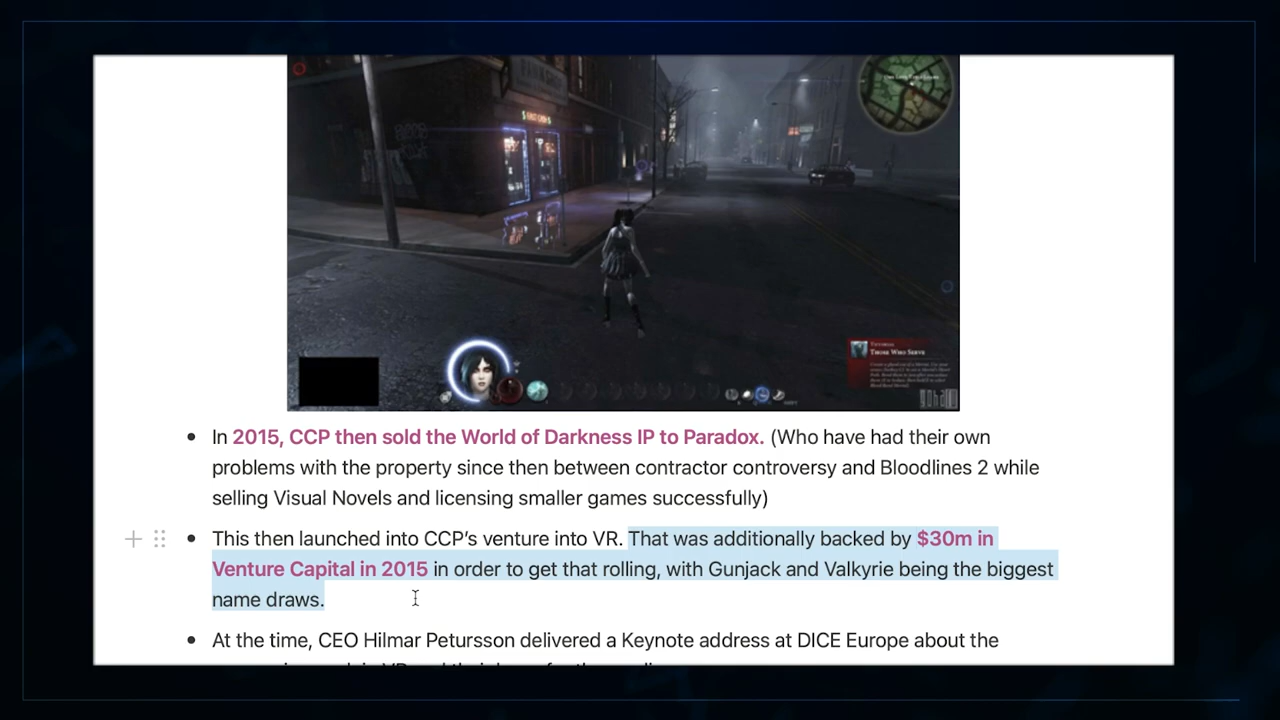 THOSE WHO SERVE
In 2015, CCP then sold the World of Darkness IP to Paradox. (Who have had their own
problems with the property since then between contractor controversy and Bloodlines 2 while
selling Visual Novels and licensing smaller games successfully)
This then launched into CCP’s venture into VR. That was additionally backed by $30m in
Venture Capital in 2015 in order to get that rolling, with Gunjack and Valkyrie being the biggest
name draws.
At the time, CEO Hilmar Petursson delivered a Keynote address at DICE Europe about the